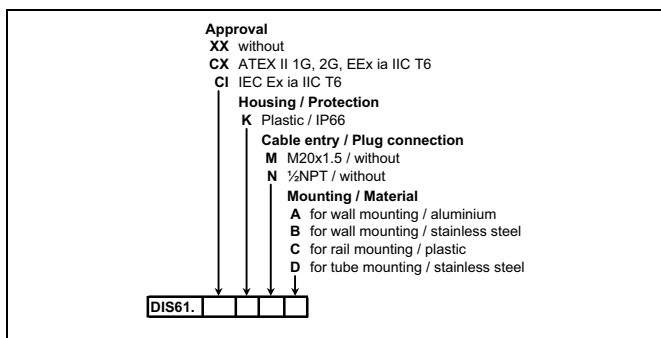 Approval
XX without
CX ATEX II 1G, 2G, EEx ia IIC T6
CI IEC Ex ia IIC T6
Housing / Protection
K Plastic / IP66
Cable entry / Plug connection
M M20x1.5 / without
N ½NPT / without
Mounting / Material
A for wall mounting / aluminium
B for wall mounting / stainless steel
C for rail mounting / plastic
D for tube mounting / stainless steel
DIS61.